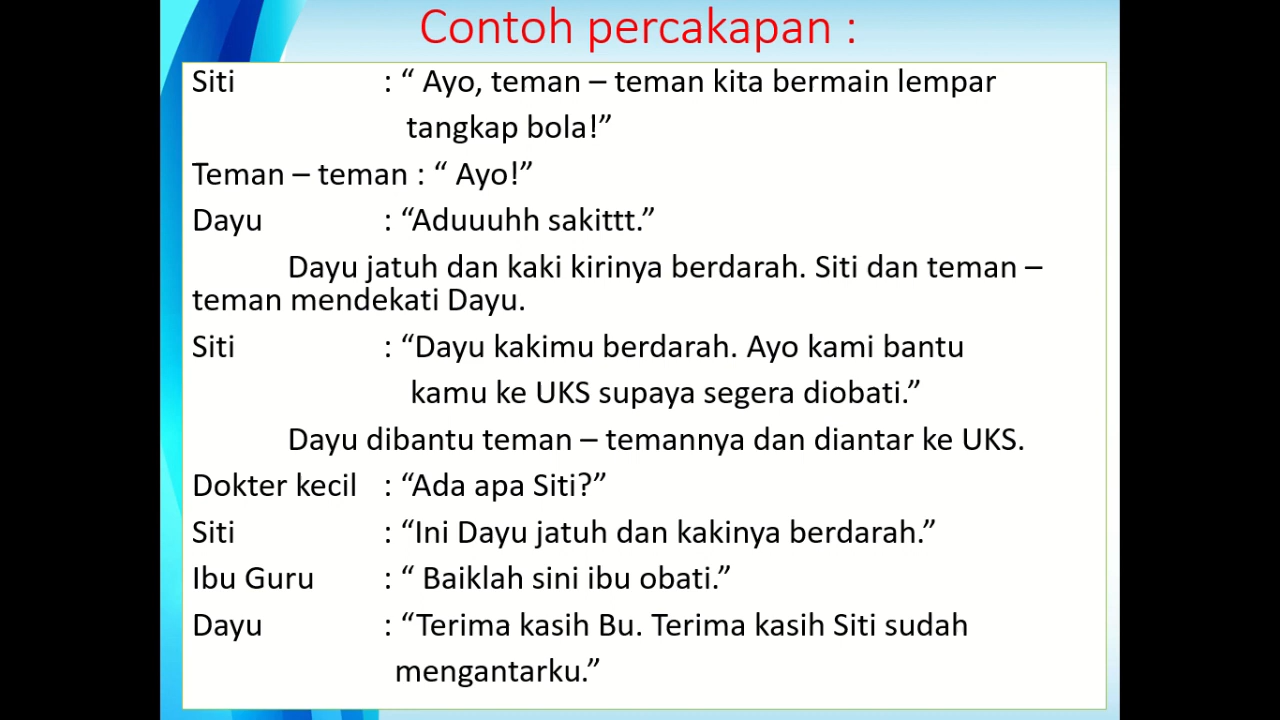 Contoh percakapan :
Siti : “ Ayo, teman – teman kita bermain lempar
tangkap bola!”
Teman – teman : “ Ayo!”
Dayu : “Aduuuhh sakittt.”
Dayu jatuh dan kaki kirinya berdarah. Siti dan teman –
teman mendekati Dayu.
Siti : “Dayu kakimu berdarah. Ayo kami bantu
kamu ke UKS supaya segera diobati.”
Dayu dibantu teman – temannya dan diantar ke UKS.
Dokter kecil : “Ada apa Siti?”
Siti : “Ini Dayu jatuh dan kakinya berdarah.”
Ibu Guru : “ Baiklah sini ibu obati.”
Dayu : “Terima kasih Bu. Terima kasih Siti sudah
mengantarku.”